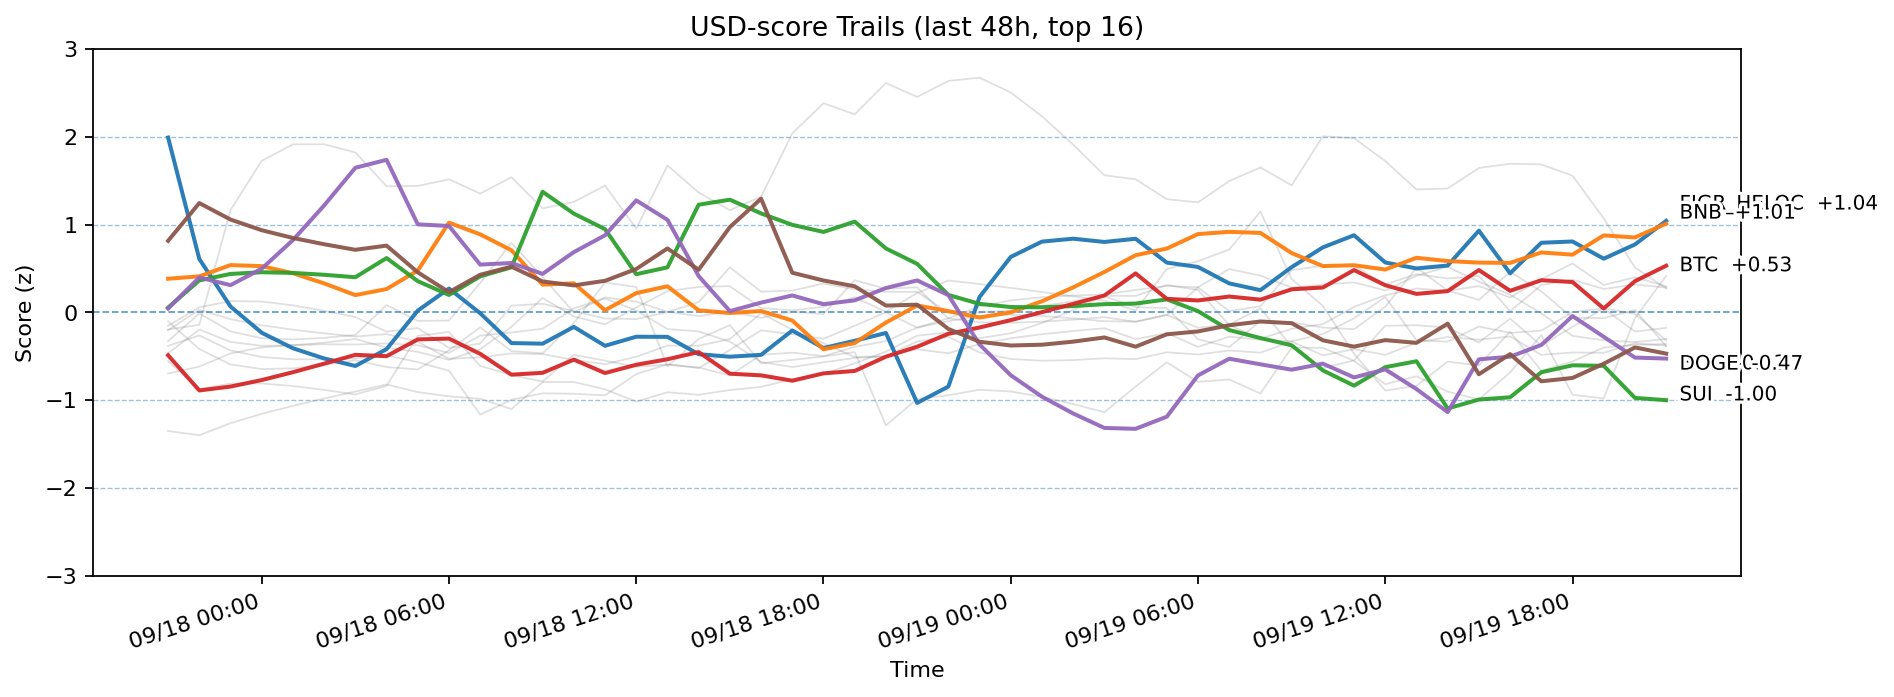 USD-score Trails (last 48h, top 16)
3
2
1
0
−1
−2
−3
Score (z)
+1.04
BNB +1.01
BTC +0.53
DOGE -0.47
SUI -1.00
09/18 00:00
09/18 06:00
09/18 12:00
09/18 18:00
09/19 00:00
09/19 06:00
09/19 12:00
09/19 18:00
Time